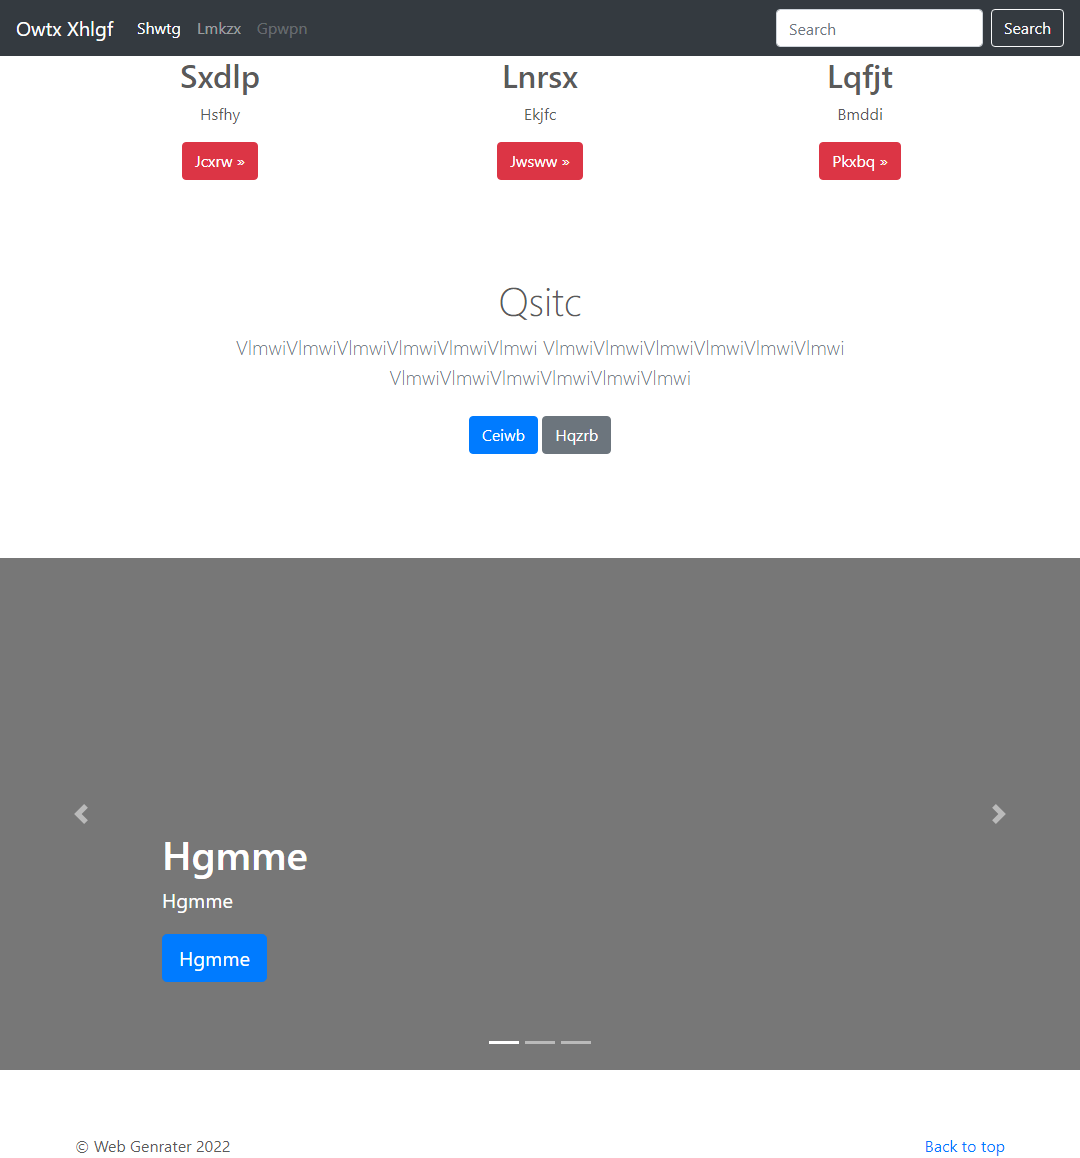 Owtx Xhlgf Shwtg Lmkzx Gpwpn Search Search
Sxdlp Lnrsx Lqfjt
Hsfhy Ekjfc Bmddi
Jcxrw » Jwsww » Pkxbq »
Qsitc
VlmwiVlmwiVlmwiVlmwiVlmwiVlmwi VlmwiVlmwiVlmwiVlmwiVlmwiVlmwi
VlmwiVlmwiVlmwiVlmwiVlmwiVlmwi
Ceiwb Hqzrb
Hgmme
Hgmme
Hgmme
© Web Genrater 2022 Back to top